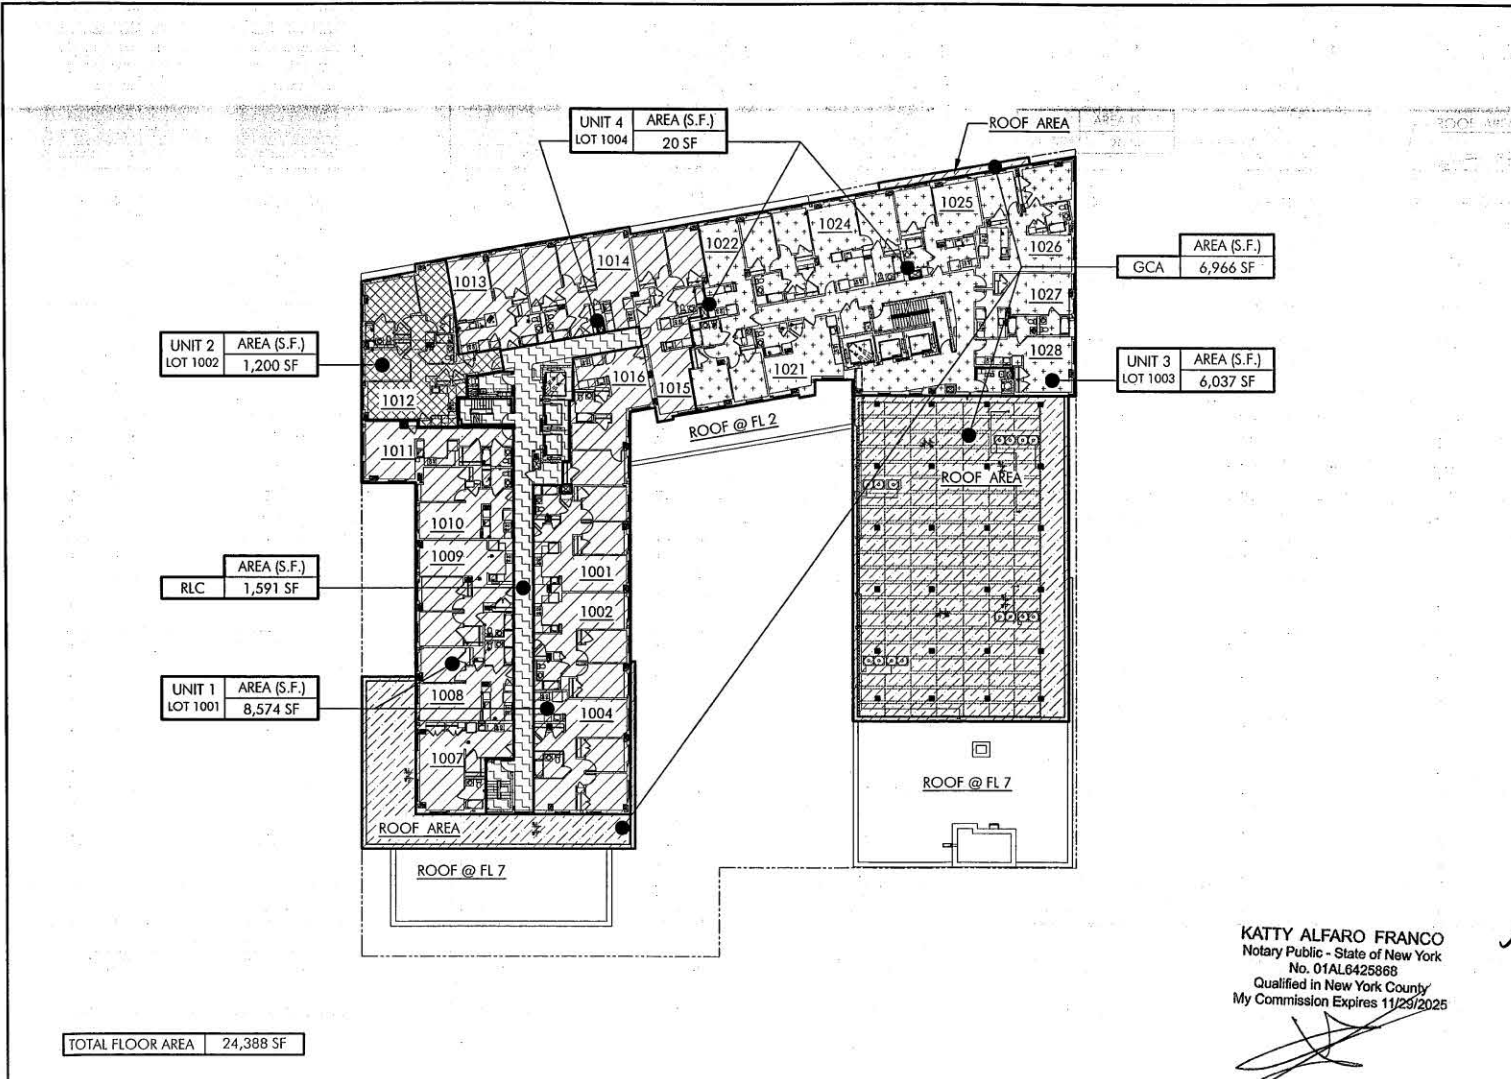 UNIT 4 AREA (S.F.)
LOT 1004 20 SF
ROOF AREA
1025
1024
1022
1026
1014
1013
GCA AREA (S.F.)
6,966 SF
1027
UNIT 2 AREA (S.F.)
LOT 1002 1,200 SF
1028
UNIT 3 AREA (S.F.)
LOT 1003 6,037 SF
1021
1016
1015
1012
ROOF @ FL 2
1011
ROOF AREA
1010
1009
1001
RLC AREA (S.F.)
1,591 SF
1002
UNIT 1 AREA (S.F.)
LOT 1001 8,574 SF
1008
1004
1007
ROOF @ FL 7
ROOF AREA
ROOF @ FL 7
KATTY ALFARO FRANCO
Notary Public - State of New York
No. 01AL6425868
Qualified in New York County
My Commission Expires 11/29/2025
TOTAL FLOOR AREA 24,388 SF